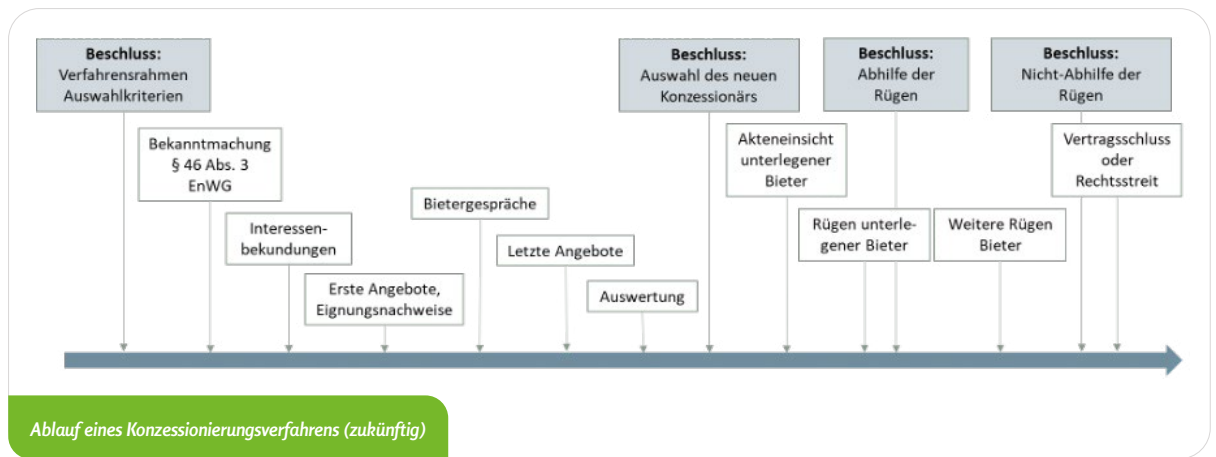 Beschluss:
Verfahrensrahmen
Auswahlkriterien
Bekanntmachung
§ 46 Abs. 3
EnWG
Interessen-
bekundungen
Erste Angebote,
Eignungsnachweise
Bietergespräche
Letzte Angebote
Auswertung
Beschluss:
Auswahl des neuen
Konzessionärs
Akteneinsicht
unterlegener
Bieter
Beschluss:
Abhilfe der
Rügen
Rügen unterle-
gener Bieter
Weitere Rügen
Bieter
Beschluss:
Nicht-Abhilfe der
Rügen
Vertragsschluss
oder
Rechtsstreit
Ablauf eines Konzessionierungsverfahrens (zukünftig)